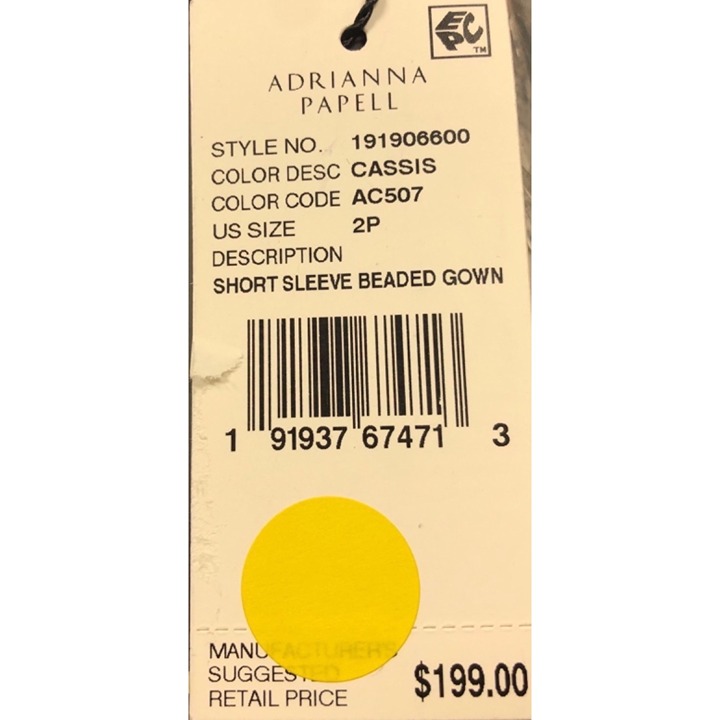 EPC™
ADRIANNA
PAPELL
STYLE NO. 191906600
COLOR DESC CASSIS
COLOR CODE AC507
US SIZE 2P
DESCRIPTION
SHORT SLEEVE BEADED GOWN
1 91937 67471 3
MANUFACTURER'S
SUGGESTED
RETAIL PRICE $199.00